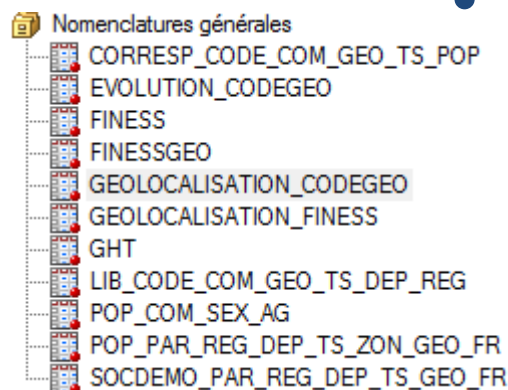 Nomenclatures générales
CORRESP_CODE_COM_GEO_TS_POP
EVOLUTION_CODEGEO
FINESS
FINESSGEO
GEOLOCALISATION_CODEGEO
GEOLOCALISATION_FINESS
GHT
LIB_CODE_COM_GEO_TS_DEP_REG
POP_COM_SEX_AG
POP_PAR_REG_DEP_TS_ZON_GEO_FR
SOCDEMO_PAR_REG_DEP_TS_GEO_FR